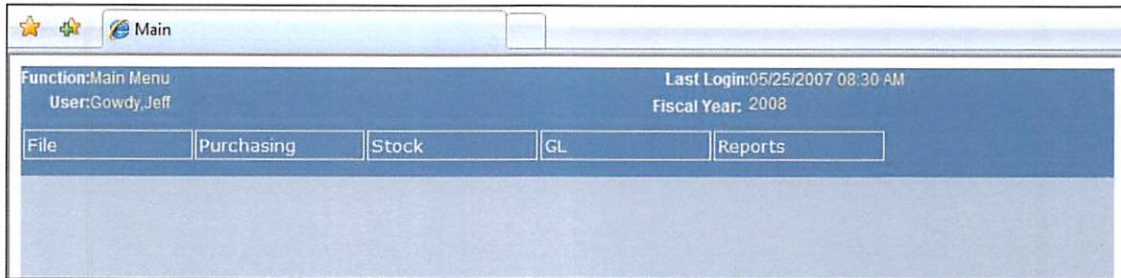 Main
Function:Main Menu Last Login:05/25/2007 08:30 AM
User:Gowdy,Jeff Fiscal Year: 2008
File Purchasing Stock GL Reports